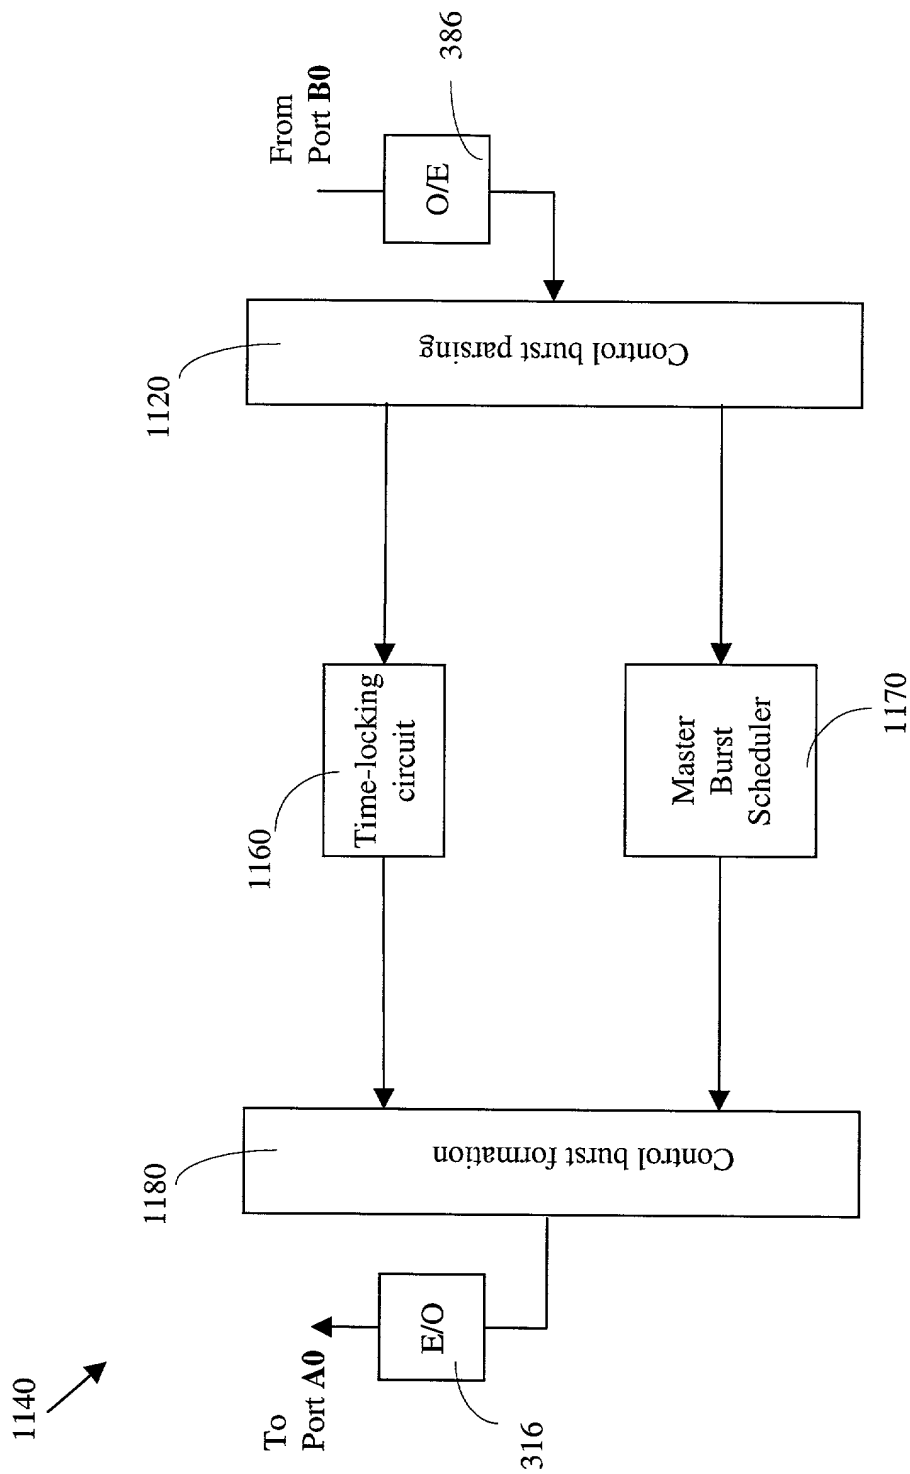 1140
To
Port A0
E/O
316
1180
Control burst formation
1160
Time-locking
circuit
Master
Burst
Scheduler
1170
1120
Control burst parsing
From
Port B0
O/E
386